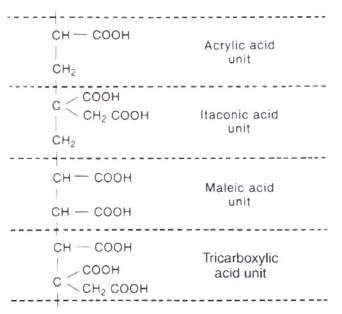 CH — COOH
Acrylic acid
unit
CH₂
COOH
C
CH₂ COOH
Itaconic acid
unit
CH₂
CH — COOH
Maleic acid
unit
CH — COOH
CH — COOH
Tricarboxylic
acid unit
COOH
C
CH₂ COOH